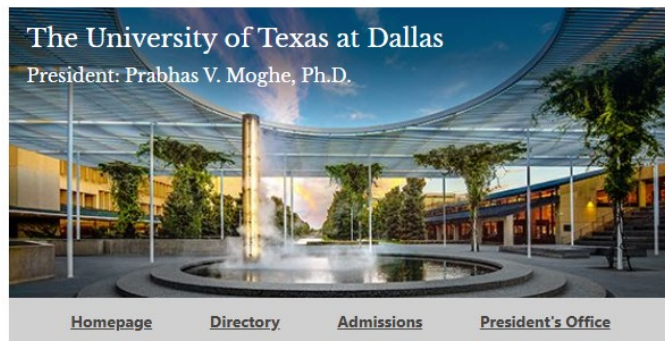 The University of Texas at Dallas
President: Prabhas V. Moghe, Ph.D.
Homepage Directory Admissions President's Office